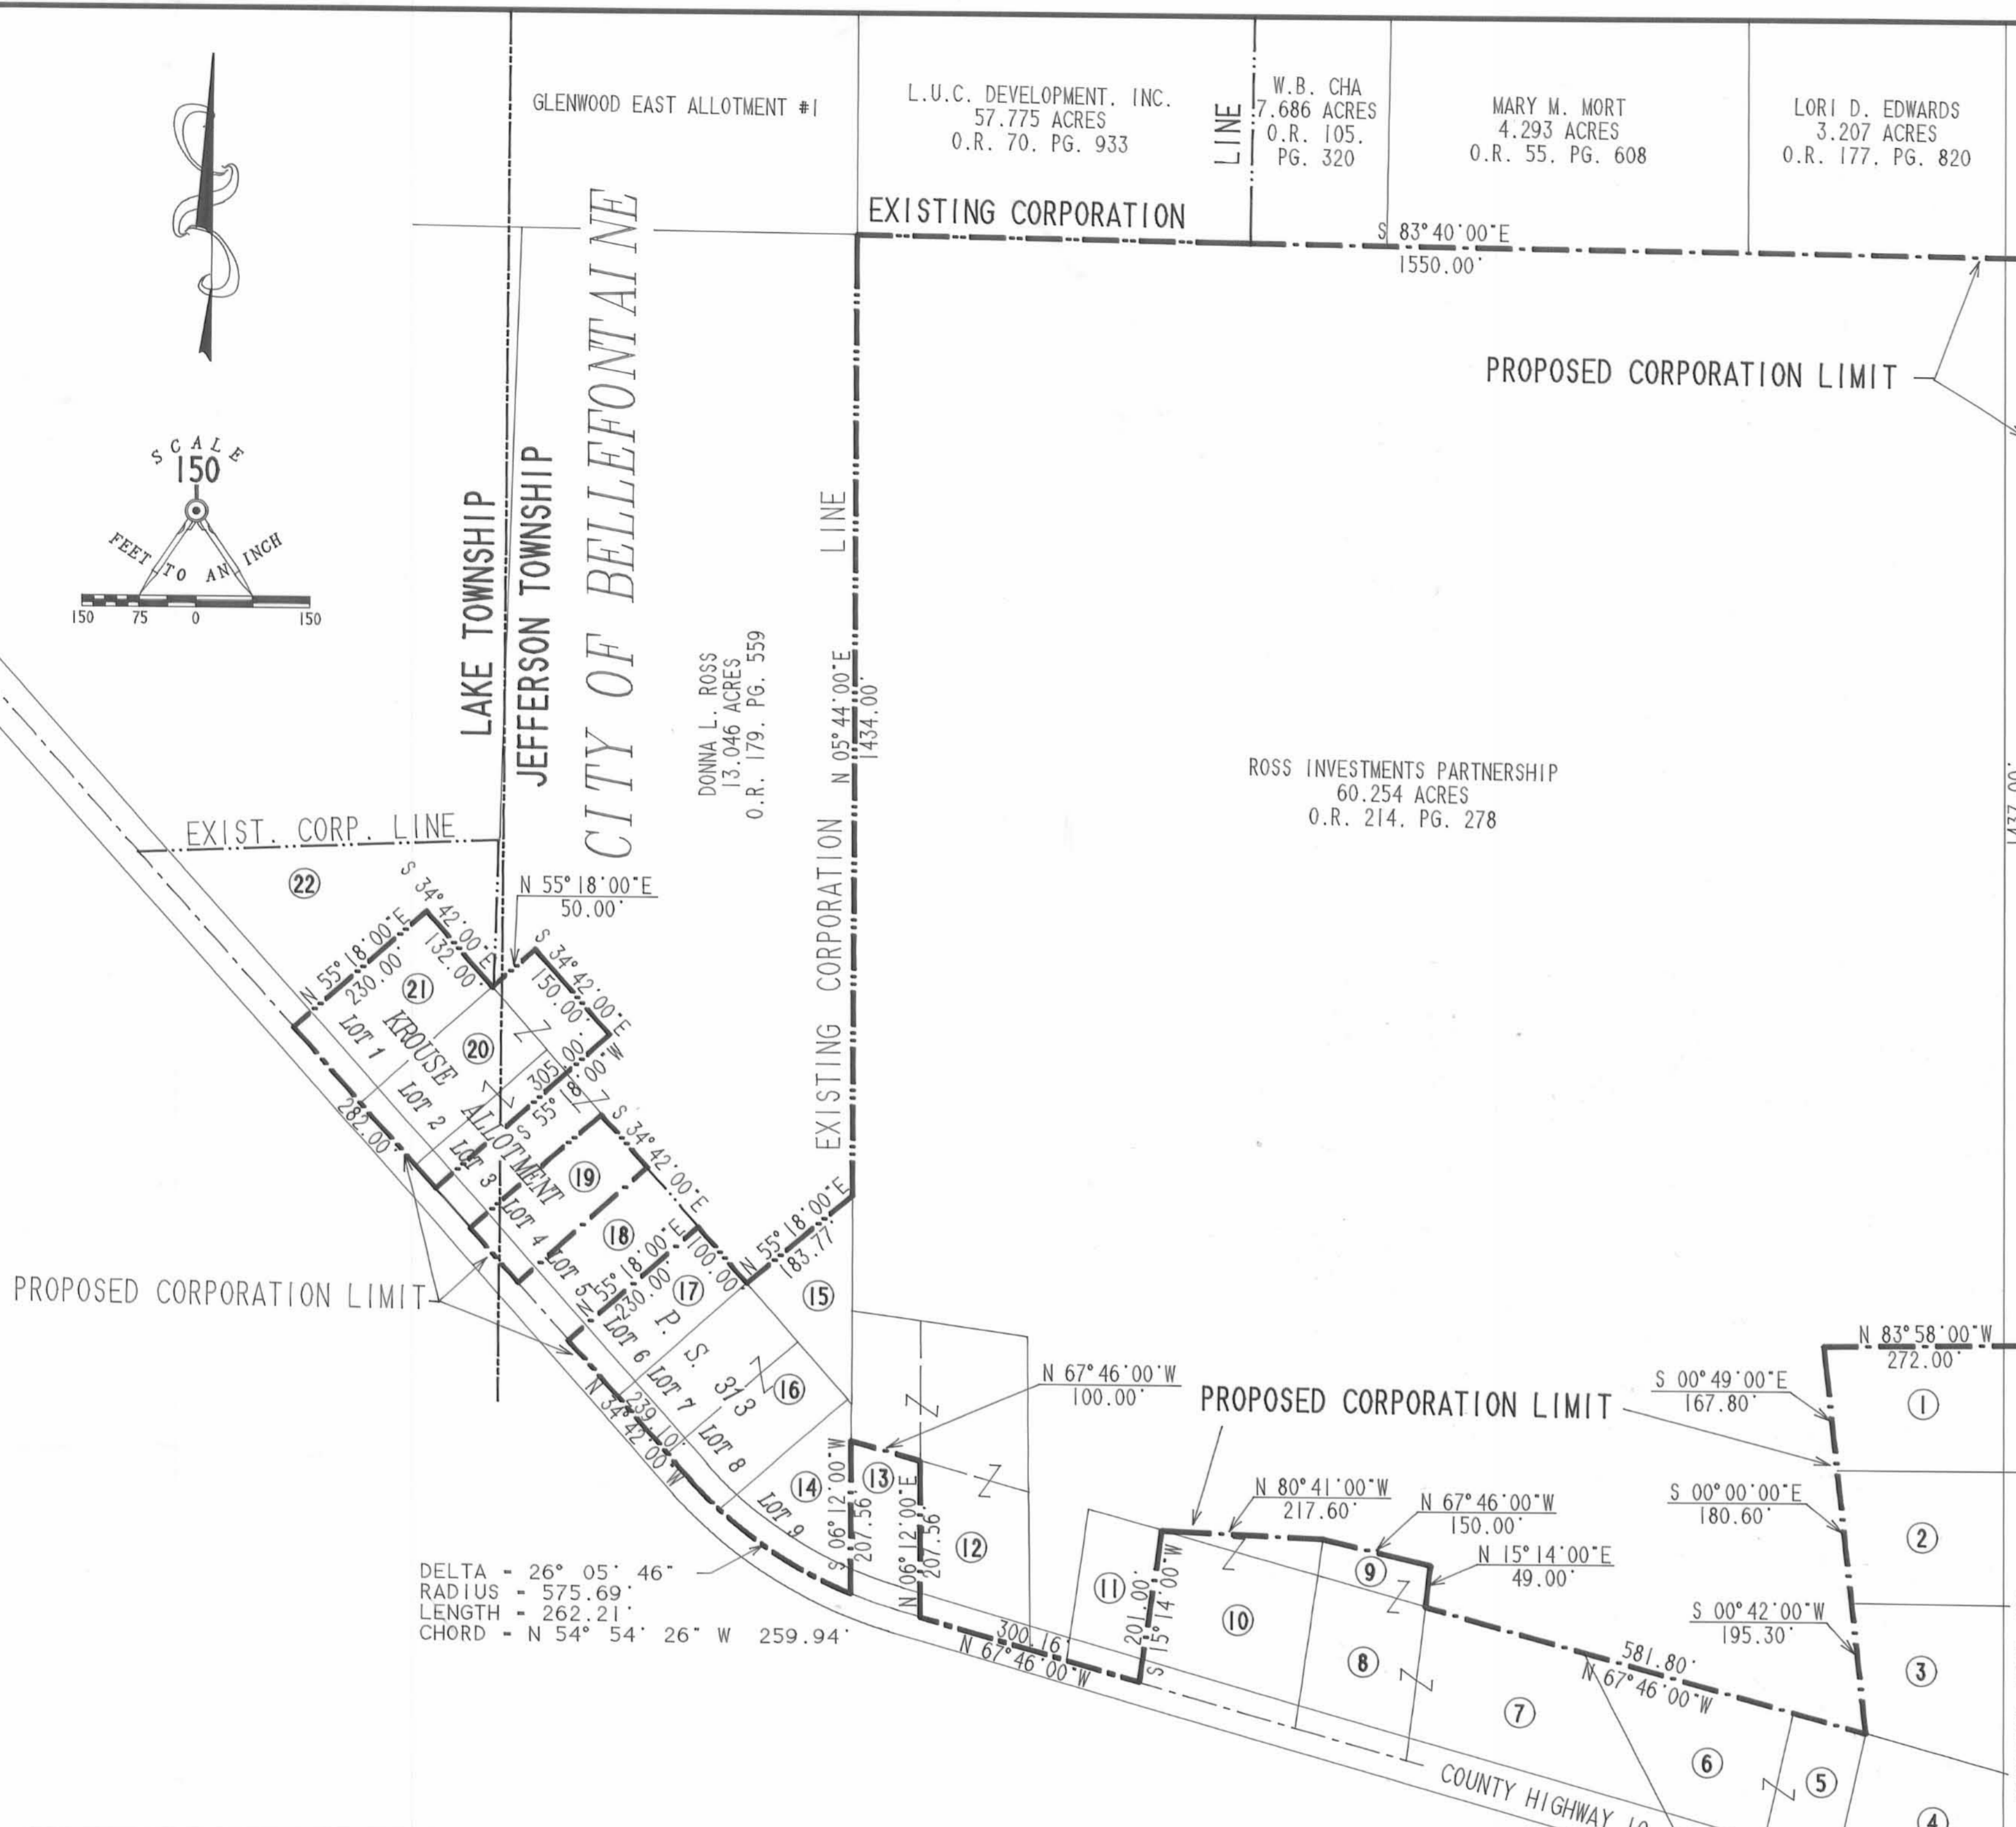 GLENWOOD EAST ALLOTMENT #1
L.U.C. DEVELOPMENT. INC.
57.775 ACRES
O.R. 70. PG. 933
LINE
W.B. CHA
7.686 ACRES
O.R. 105.
PG. 320
MARY M. MORT
4.293 ACRES
O.R. 55. PG. 608
LORI D. EDWARDS
3.207 ACRES
O.R. 177. PG. 820
EXISTING CORPORATION
S 83°40'00"E
1550.00'
PROPOSED CORPORATION LIMIT
SCALE
150
FEET TO AN INCH
150 75 0 150
LAKE TOWNSHIP
JEFFERSON TOWNSHIP
CITY OF BELLEFONTAINE
DONNA L. ROSS
13.046 ACRES
O.R. 179. PG. 559
EXISTING CORPORATION LINE
N 05°44'00"E
1434.00'
ROSS INVESTMENTS PARTNERSHIP
60.254 ACRES
O.R. 214. PG. 278
1437.00'
EXIST. CORP. LINE
22
N 55°18'00"E
50.00'
S 34°42'00"E
132.00'
N 55°18'00"E
230.00'
S 34°42'00"E
150.00'
21
LOT 1
KROUSE ALLOTMENT
20
LOT 2
305.00'
S 55°18'00"W
LOT 3
282.00'
19
LOT 4
S 34°42'00"E
18
LOT 5
N 55°18'00"E
230.00'
100.00'
17
LOT 6
N 55°18'00"E
183.77'
15
PROPOSED CORPORATION LIMIT
P. S. 313
LOT 7
16
LOT 8
239.10'
N 34°42'00"W
14
LOT 9
S 06°12'00"W
207.56'
13
N 06°12'00"E
207.56'
N 67°46'00"W
100.00'
12
DELTA - 26° 05' 46"
RADIUS - 575.69'
LENGTH - 262.21'
CHORD - N 54° 54' 26" W 259.94'
300.16'
N 67°46'00"W
11
201.00'
S 15°14'00"W
PROPOSED CORPORATION LIMIT
N 80°41'00"W
217.60'
N 67°46'00"W
150.00'
N 15°14'00"E
49.00'
9
10
8
7
581.80'
N 67°46'00"W
6
5
4
COUNTY HIGHWAY
N 83°58'00"W
272.00'
S 00°49'00"E
167.80'
1
S 00°00'00"E
180.60'
2
S 00°42'00"W
195.30'
3